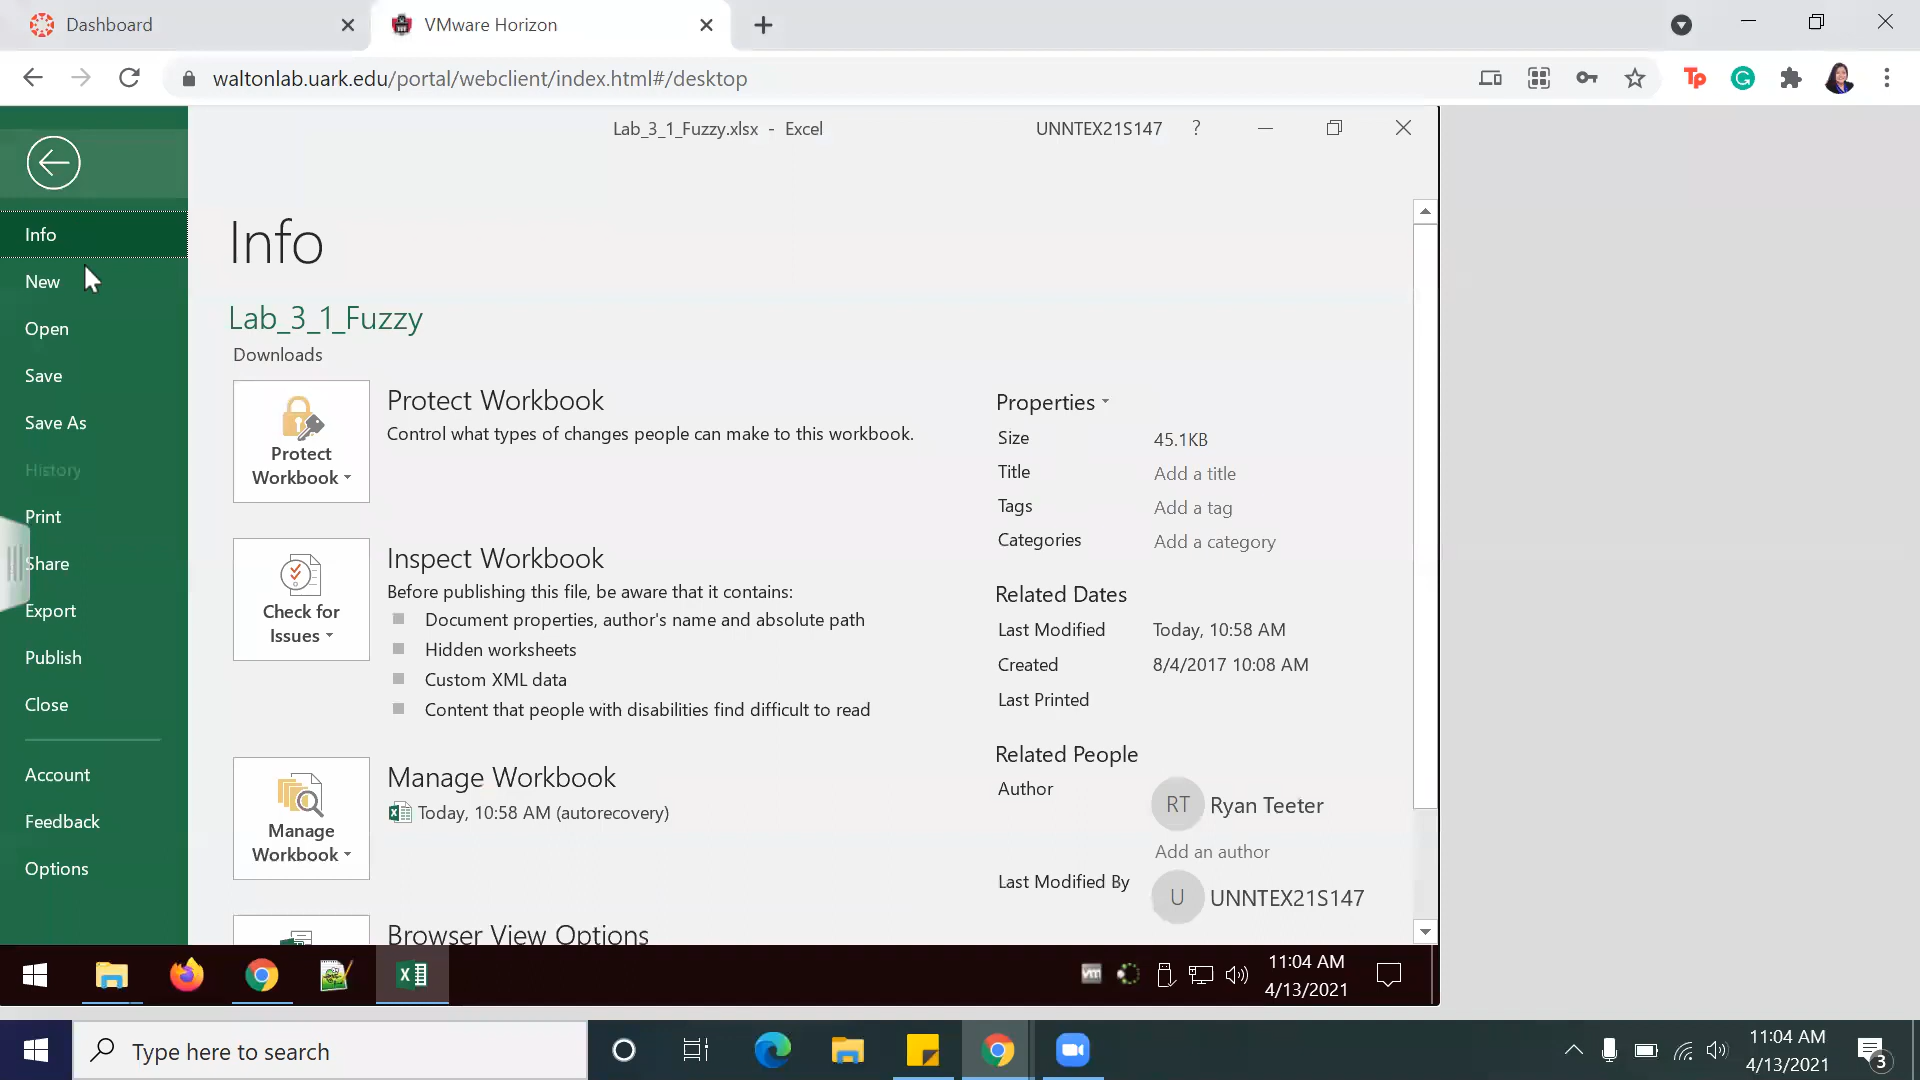 Dashboard
VMware Horizon
waltonlab.uark.edu/portal/webclient/index.html#/desktop
Tp
G
Lab_3_1_Fuzzy.xlsx - Excel
UNNTEX21S147
?
Info
New
Open
Save
Save As
History
Print
Share
Export
Publish
Close
Account
Feedback
Options
Info
Lab_3_1_Fuzzy
Downloads
Protect
Workbook
Protect Workbook
Control what types of changes people can make to this workbook.
Check for
Issues
Inspect Workbook
Before publishing this file, be aware that it contains:
Document properties, author's name and absolute path
Hidden worksheets
Custom XML data
Content that people with disabilities find difficult to read
Manage
Workbook
Manage Workbook
Today, 10:58 AM (autorecovery)
Browser View Options
Properties
Size 45.1KB
Title Add a title
Tags Add a tag
Categories Add a category
Related Dates
Last Modified Today, 10:58 AM
Created 8/4/2017 10:08 AM
Last Printed
Related People
Author
RT Ryan Teeter
Add an author
Last Modified By
U UNNTEX21S147
vm
11:04 AM
4/13/2021
Type here to search
11:04 AM
4/13/2021
3